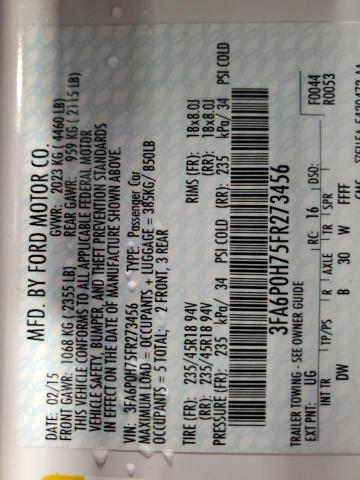 MFD. BY FORD MOTOR CO.
DATE: 02/15 GVWR: 2023 KG ( 4460 LB)
FRONT GAWR: 1068 KG ( 2355 LB) REAR GAWR: 959 KG ( 2115 LB)
THIS VEHICLE CONFORMS TO ALL APPLICABLE FEDERAL MOTOR
VEHICLE SAFETY, BUMPER, AND THEFT PREVENTION STANDARDS
IN EFFECT ON THE DATE OF MANUFACTURE SHOWN ABOVE.
VIN: 3FA6P0H75FR273456 TYPE: Passenger Car
MAXIMUM LOAD = OCCUPANTS + LUGGAGE = 385KG/ 850LB
OCCUPANTS = 5 TOTAL: 2 FRONT, 3 REAR
TIRE (FR): 235/45R18 94V RIMS (FR): 18x8.0J
(RR): 235/45R18 94V (RR): 18x8.0J
PRESSURE (FR): 235 kPa/ 34 PSI COLD (RR): 235 kPa/ 34 PSI COLD
3FA6P0H75FR273456
TRAILER TOWING - SEE OWNER GUIDE F0044
EXT PNT: UG RC: 16 DSO: R0053
INT TR TP/PS R AXLE TR SPR
DA B 30 W FFFF